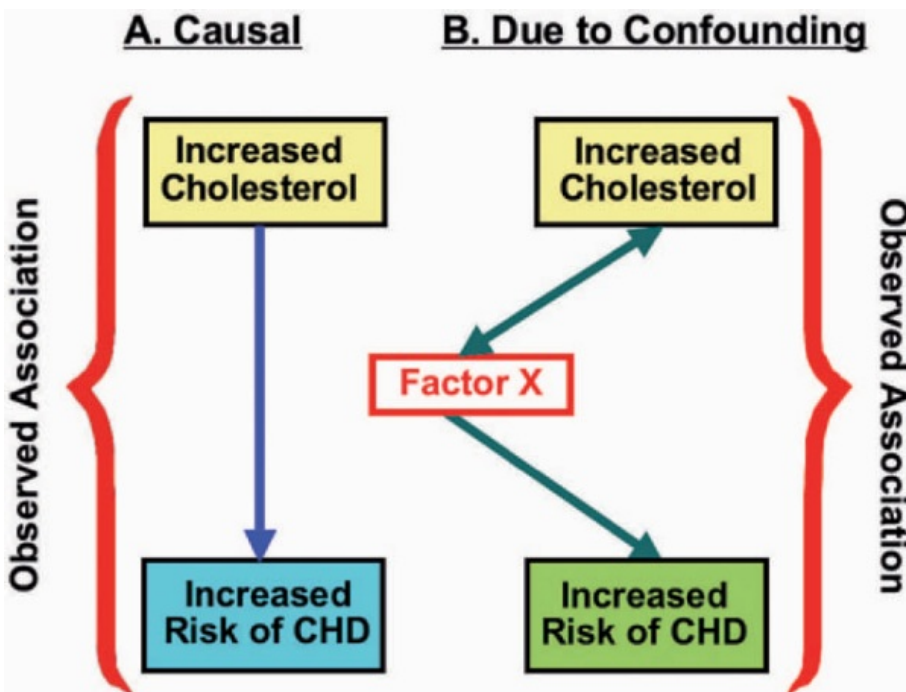 A. Causal
B. Due to Confounding
Observed Association
Increased
Cholesterol
Increased
Risk of CHD
Increased
Cholesterol
Factor X
Increased
Risk of CHD
Observed Association